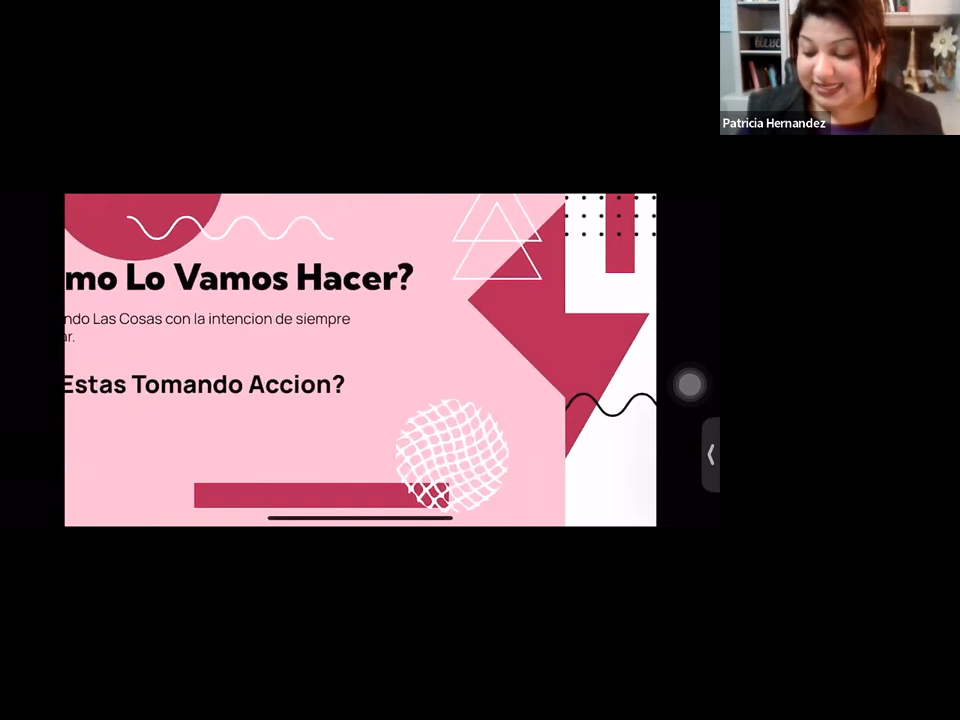 mo Lo Vamos Hacer?
ndo Las Cosas con la intencion de siempre
ar.
Estas Tomando Accion?
Patricia Hernandez